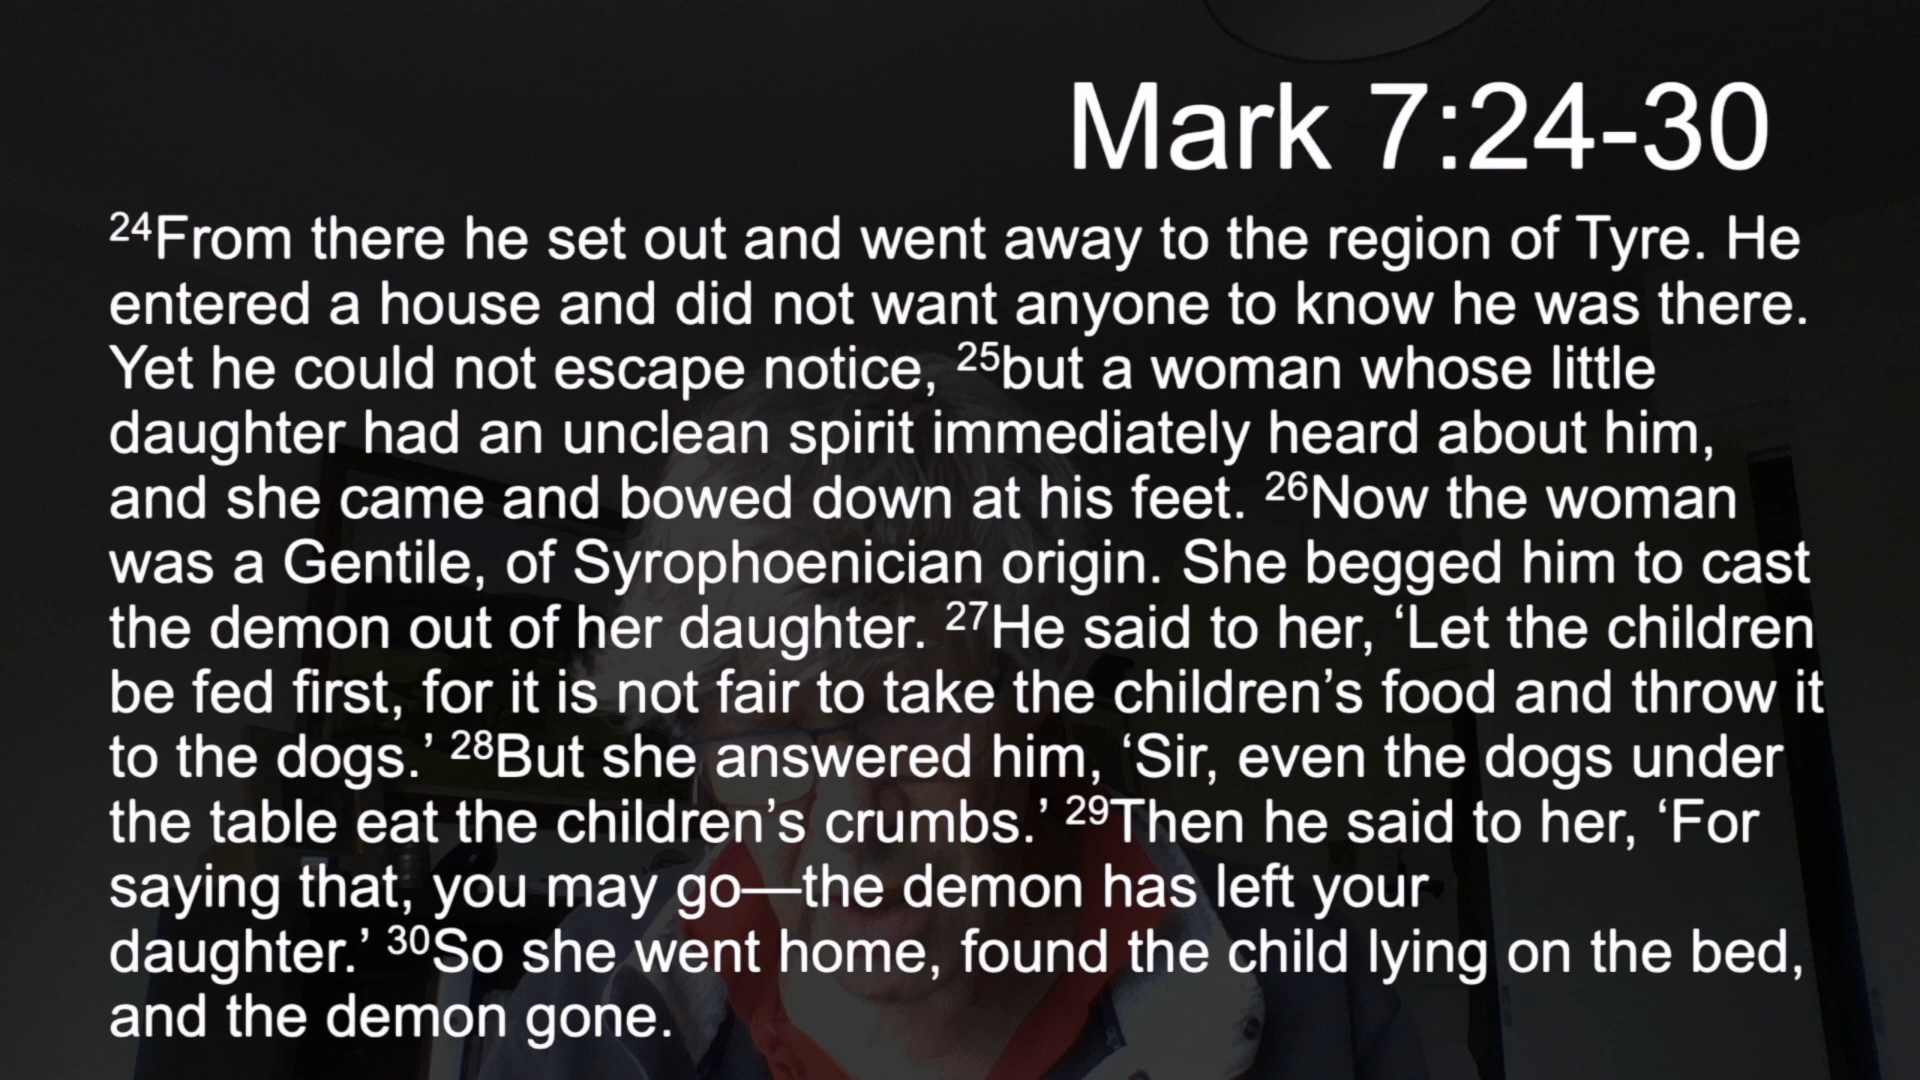 Mark 7:24-30
24From there he set out and went away to the region of Tyre. He
entered a house and did not want anyone to know he was there.
Yet he could not escape notice, 25but a woman whose little
daughter had an unclean spirit immediately heard about him,
and she came and bowed down at his feet. 26Now the woman
was a Gentile, of Syrophoenician origin. She begged him to cast
the demon out of her daughter. 27He said to her, ‘Let the children
be fed first, for it is not fair to take the children’s food and throw it
to the dogs.’ 28But she answered him, ‘Sir, even the dogs under
the table eat the children’s crumbs.’ 29Then he said to her, ‘For
saying that, you may go—the demon has left your
daughter.’ 30So she went home, found the child lying on the bed,
and the demon gone.